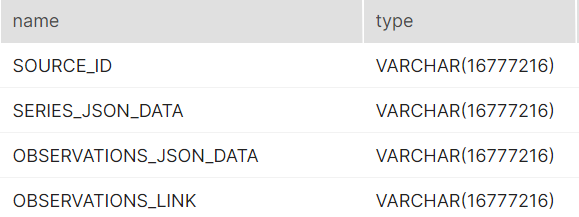 name type
SOURCE_ID VARCHAR(16777216)
SERIES_JSON_DATA VARCHAR(16777216)
OBSERVATIONS_JSON_DATA VARCHAR(16777216)
OBSERVATIONS_LINK VARCHAR(16777216)